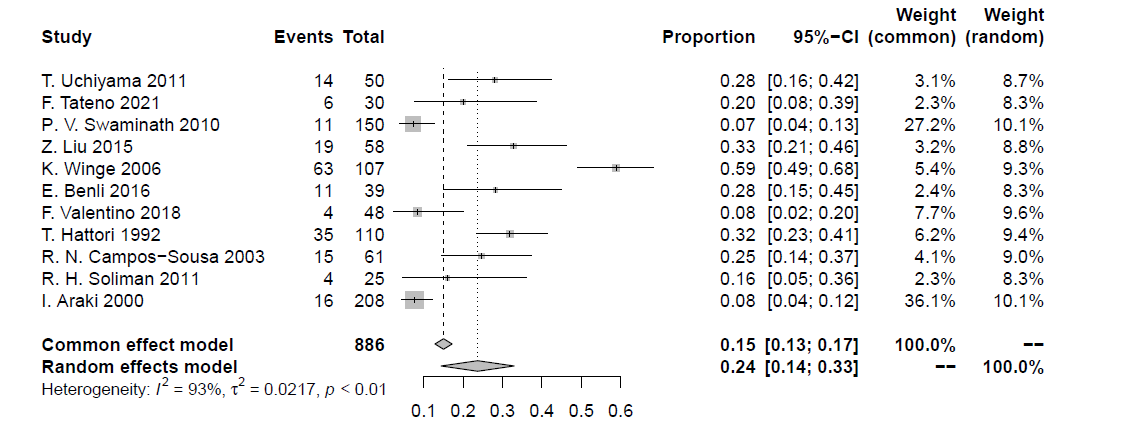 Weight Weight
Study Events Total Proportion 95%−CI (common) (random)
T. Uchiyama 2011 14 50 0.28 [0.16; 0.42] 3.1% 8.7%
F. Tateno 2021 6 30 0.20 [0.08; 0.39] 2.3% 8.3%
P. V. Swaminath 2010 11 150 0.07 [0.04; 0.13] 27.2% 10.1%
Z. Liu 2015 19 58 0.33 [0.21; 0.46] 3.2% 8.8%
K. Winge 2006 63 107 0.59 [0.49; 0.68] 5.4% 9.3%
E. Benli 2016 11 39 0.28 [0.15; 0.45] 2.4% 8.3%
F. Valentino 2018 4 48 0.08 [0.02; 0.20] 7.7% 9.6%
T. Hattori 1992 35 110 0.32 [0.23; 0.41] 6.2% 9.4%
R. N. Campos−Sousa 2003 15 61 0.25 [0.14; 0.37] 4.1% 9.0%
R. H. Soliman 2011 4 25 0.16 [0.05; 0.36] 2.3% 8.3%
I. Araki 2000 16 208 0.08 [0.04; 0.12] 36.1% 10.1%
Common effect model 886 0.15 [0.13; 0.17] 100.0% −−
Random effects model 0.24 [0.14; 0.33] −− 100.0%
Heterogeneity: I² = 93%, τ² = 0.0217, p < 0.01
0.1 0.2 0.3 0.4 0.5 0.6